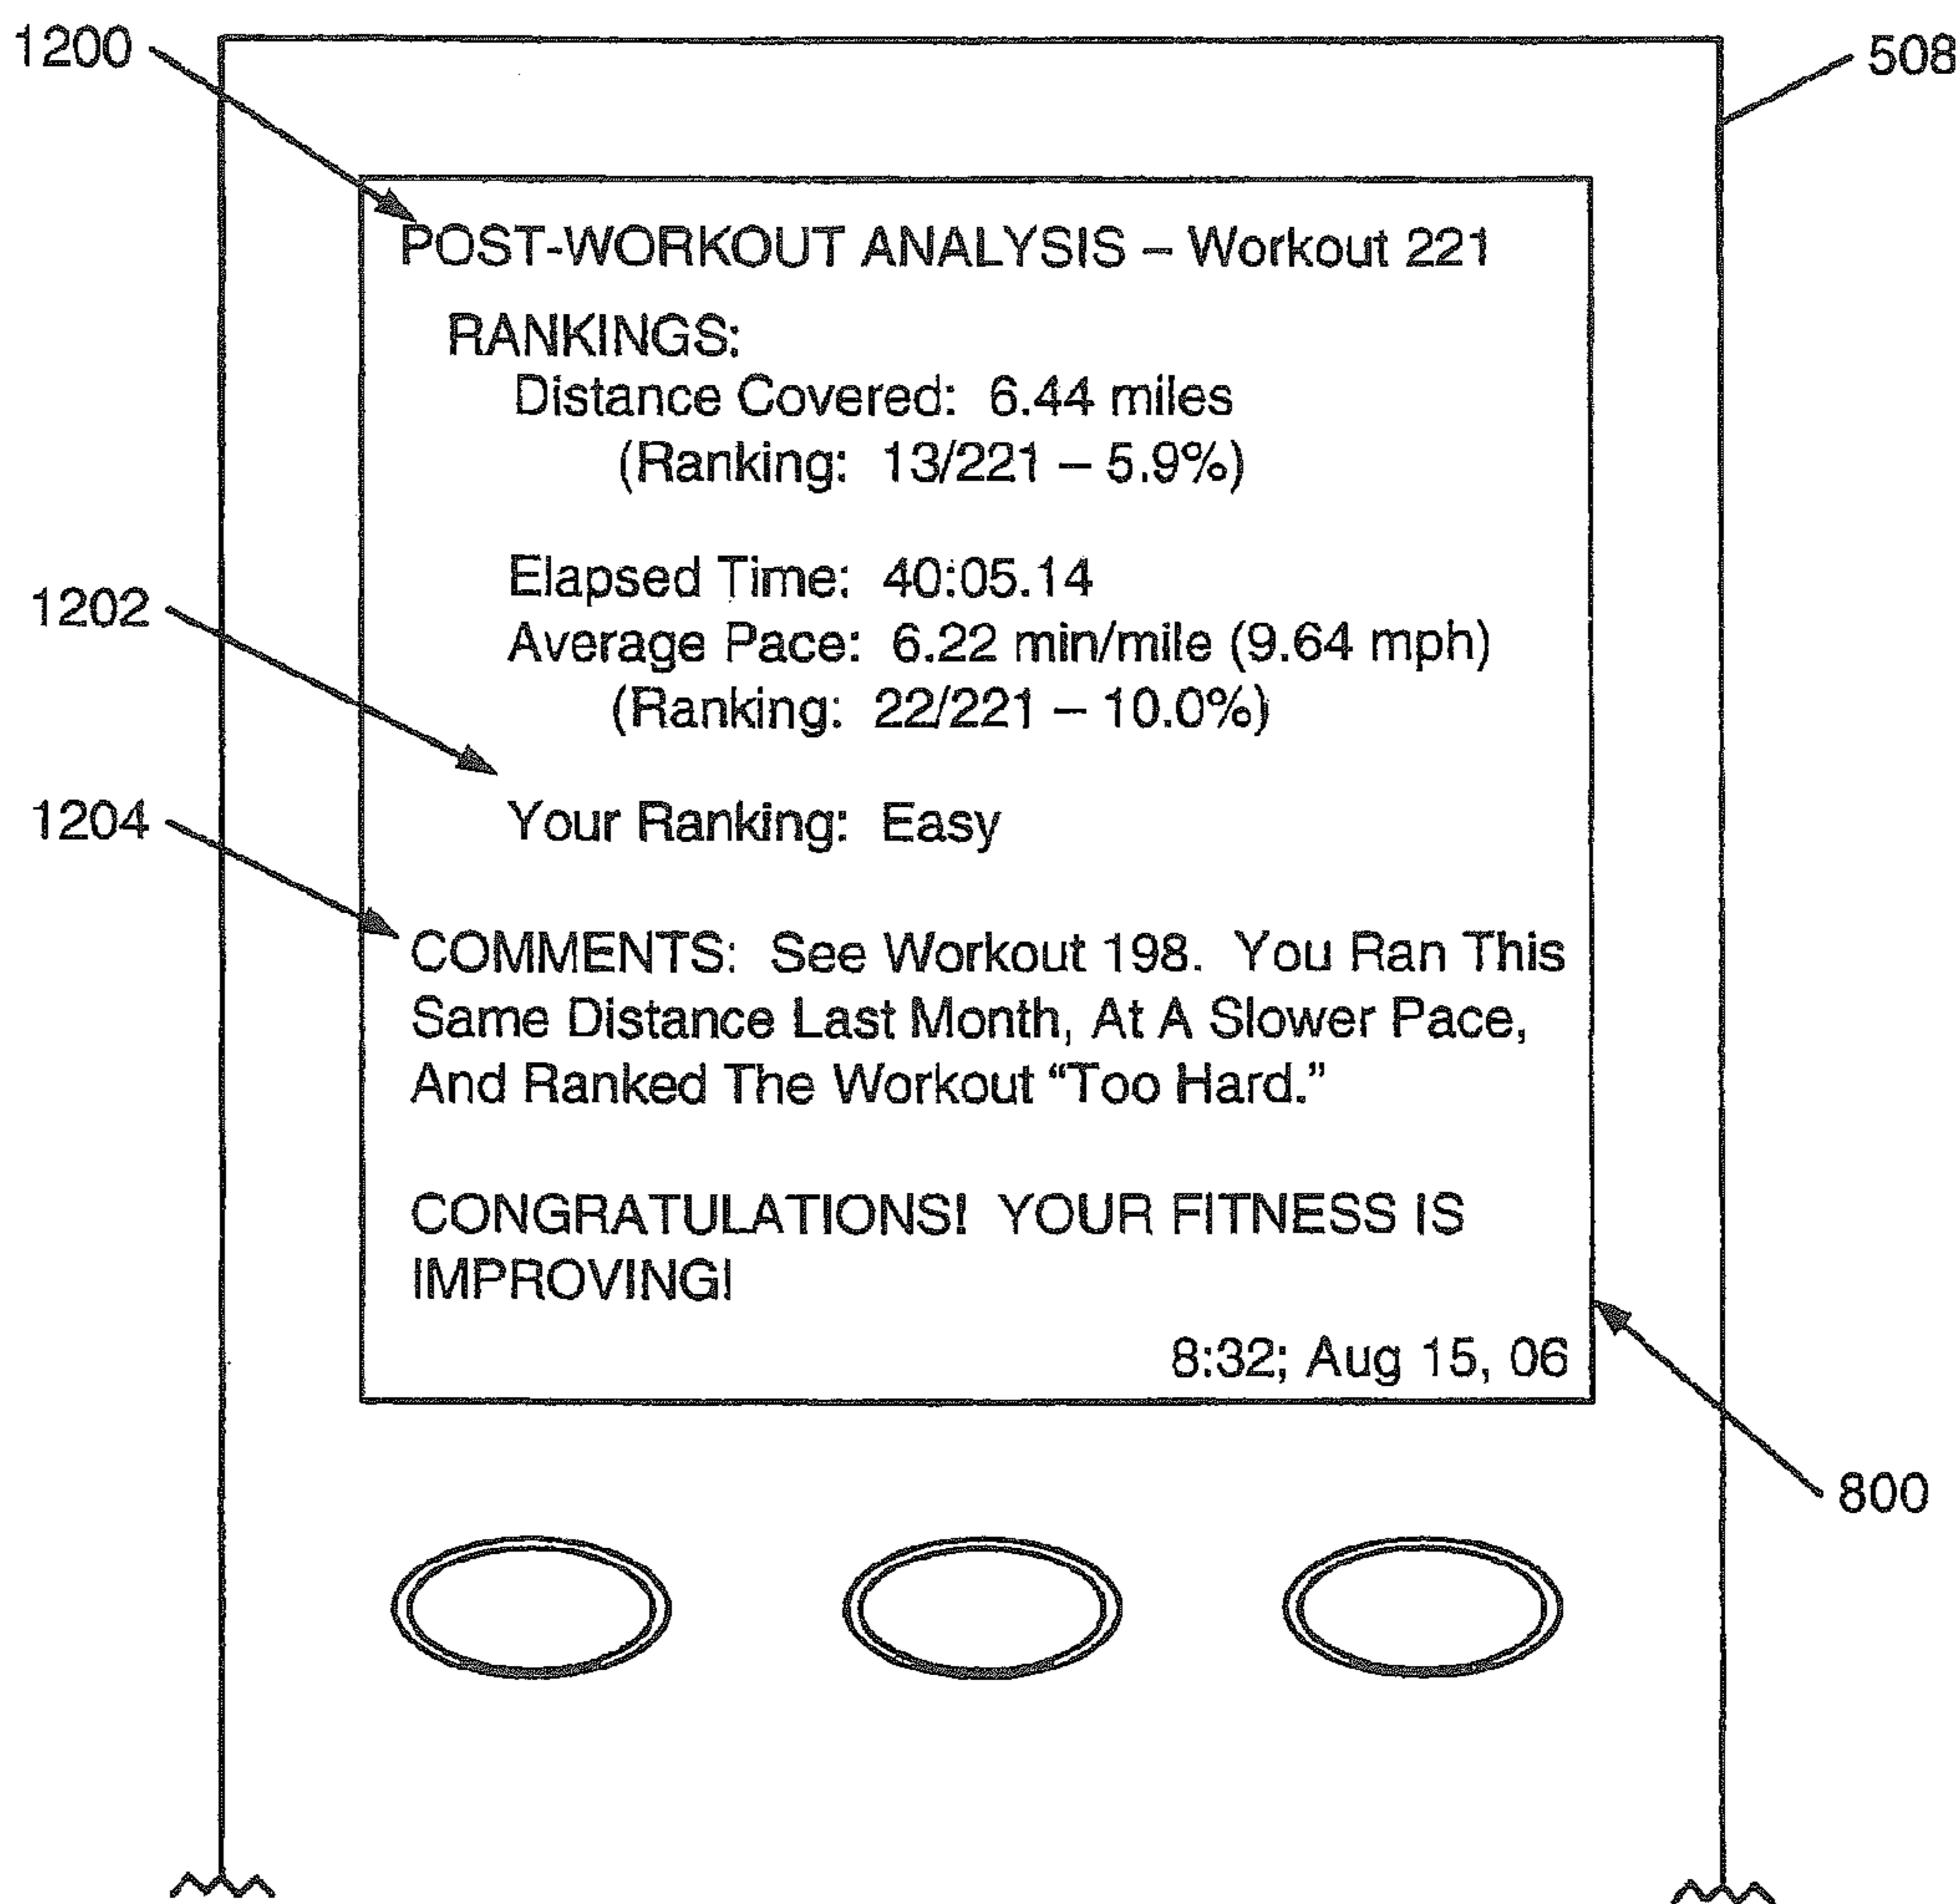 1200
508
POST-WORKOUT ANALYSIS – Workout 221
RANKINGS:
Distance Covered: 6.44 miles
(Ranking: 13/221 – 5.9%)
Elapsed Time: 40:05.14
1202
Average Pace: 6.22 min/mile (9.64 mph)
(Ranking: 22/221 – 10.0%)
Your Ranking: Easy
1204
COMMENTS: See Workout 198. You Ran This
Same Distance Last Month, At A Slower Pace,
And Ranked The Workout “Too Hard.”
CONGRATULATIONS! YOUR FITNESS IS
IMPROVING!
8:32; Aug 15, 06
800